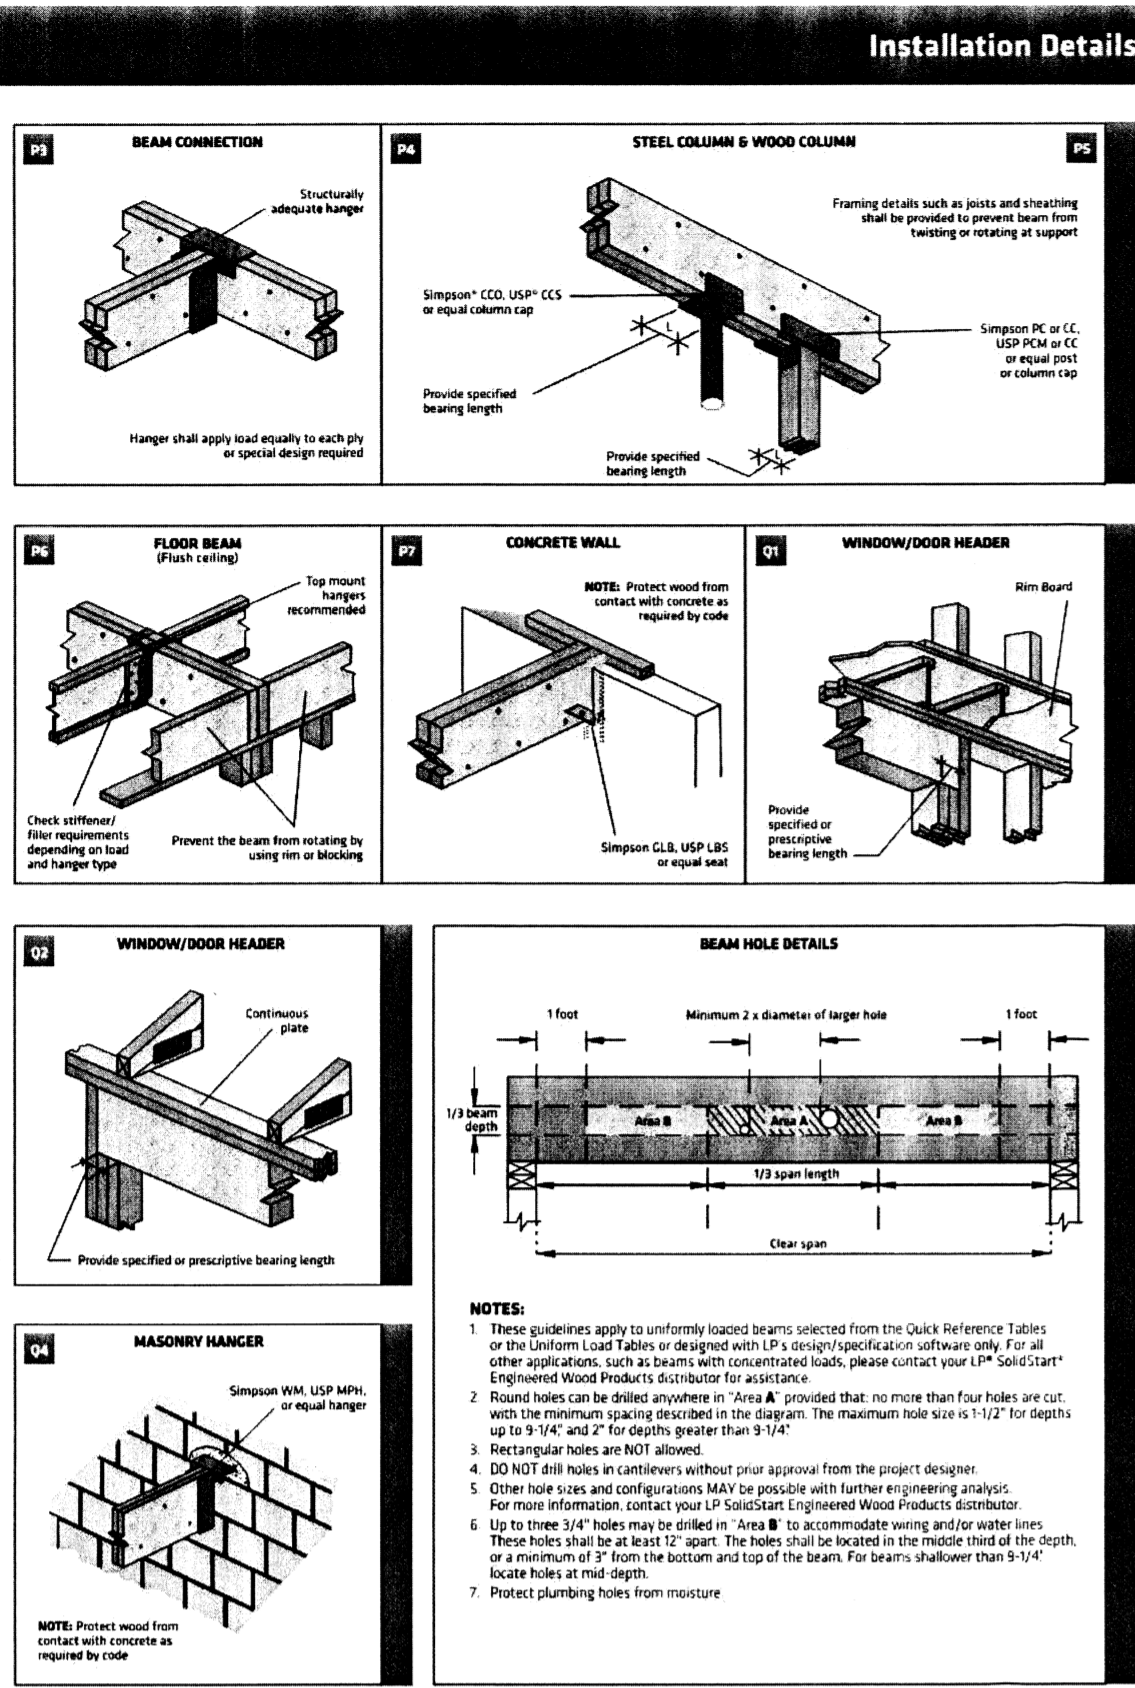 Installation Details
P3
BEAM CONNECTION
Structurally
adequate hanger
Hanger shall apply load equally to each ply
or special design required
P4
STEEL COLUMN & WOOD COLUMN
P5
Framing details such as joists and sheathing
shall be provided to prevent beam from
twisting or rotating at support
Simpson® CCO, USP® CCS
or equal column cap
L
Provide specified
bearing length
Simpson PC or CC,
USP PCM or CC
or equal post
or column cap
Provide specified
bearing length
L
P6
FLOOR BEAM
(Flush ceiling)
Top mount
hangers
recommended
Check stiffener/
filler requirements
depending on load
and hanger type
Prevent the beam from rotating by
using rim or blocking
P7
CONCRETE WALL
NOTE: Protect wood from
contact with concrete as
required by code
Simpson GLB, USP LBS
or equal seat
Q1
WINDOW/DOOR HEADER
Rim Board
Provide
specified or
prescriptive
bearing length
Q2
WINDOW/DOOR HEADER
Continuous
plate
Provide specified or prescriptive bearing length
Q4
MASONRY HANGER
Simpson WM, USP MPH,
or equal hanger
NOTE: Protect wood from
contact with concrete as
required by code
BEAM HOLE DETAILS
1 foot
Minimum 2 x diameter of larger hole
1 foot
1/3 beam
depth
Area B
Area A
Area B
1/3 span length
Clear span
NOTES:
1. These guidelines apply to uniformly loaded beams selected from the Quick Reference Tables
or the Uniform Load Tables or designed with LP's design/specification software only. For all
other applications, such as beams with concentrated loads, please contact your LP® SolidStart®
Engineered Wood Products distributor for assistance.
2. Round holes can be drilled anywhere in "Area A" provided that: no more than four holes are cut,
with the minimum spacing described in the diagram. The maximum hole size is 1-1/2" for depths
up to 9-1/4", and 2" for depths greater than 9-1/4".
3. Rectangular holes are NOT allowed.
4. DO NOT drill holes in cantilevers without prior approval from the project designer.
5. Other hole sizes and configurations MAY be possible with further engineering analysis.
For more information, contact your LP SolidStart Engineered Wood Products distributor.
6. Up to three 3/4" holes may be drilled in "Area B" to accommodate wiring and/or water lines
These holes shall be at least 12" apart. The holes shall be located in the middle third of the depth,
or a minimum of 3" from the bottom and top of the beam. For beams shallower than 9-1/4",
locate holes at mid-depth.
7. Protect plumbing holes from moisture